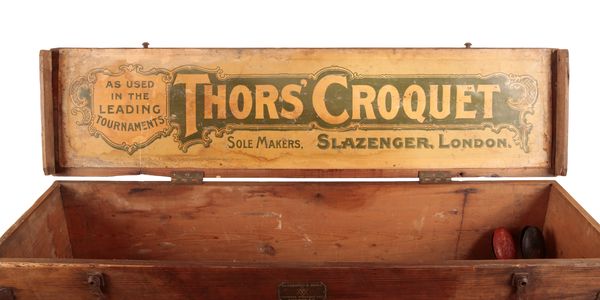 AS USED
IN THE
LEADING
TOURNAMENTS
THORS' CROQUET
SOLE MAKERS, SLAZENGER, LONDON.